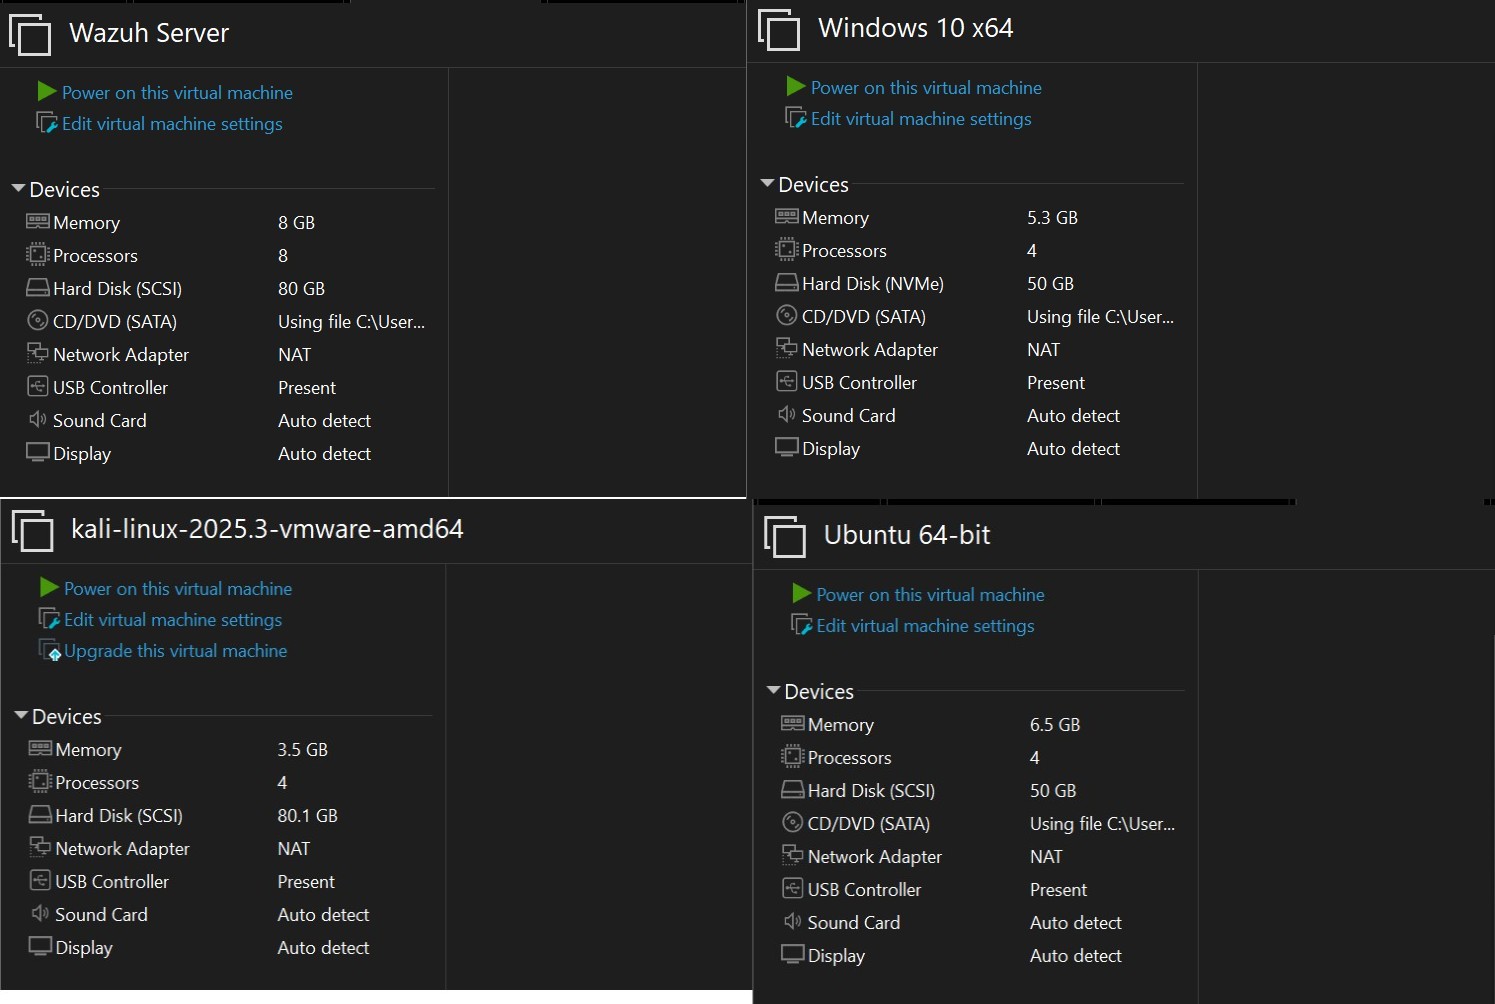 Wazuh Server
Power on this virtual machine
Edit virtual machine settings
Devices
Memory 8 GB
Processors 8
Hard Disk (SCSI) 80 GB
CD/DVD (SATA) Using file C:\User...
Network Adapter NAT
USB Controller Present
Sound Card Auto detect
Display Auto detect
Windows 10 x64
Power on this virtual machine
Edit virtual machine settings
Devices
Memory 5.3 GB
Processors 4
Hard Disk (NVMe) 50 GB
CD/DVD (SATA) Using file C:\User...
Network Adapter NAT
USB Controller Present
Sound Card Auto detect
Display Auto detect
kali-linux-2025.3-vmware-amd64
Power on this virtual machine
Edit virtual machine settings
Upgrade this virtual machine
Devices
Memory 3.5 GB
Processors 4
Hard Disk (SCSI) 80.1 GB
Network Adapter NAT
USB Controller Present
Sound Card Auto detect
Display Auto detect
Ubuntu 64-bit
Power on this virtual machine
Edit virtual machine settings
Devices
Memory 6.5 GB
Processors 4
Hard Disk (SCSI) 50 GB
CD/DVD (SATA) Using file C:\User...
Network Adapter NAT
USB Controller Present
Sound Card Auto detect
Display Auto detect